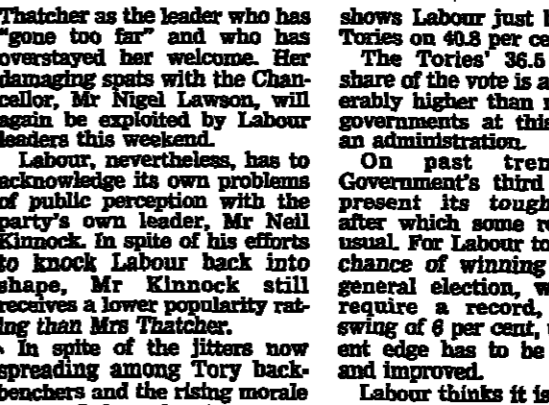 Thatcher as the leader who has
"gone too far" and who has
overstayed her welcome. Her
damaging spats with the Chan-
cellor, Mr Nigel Lawson, will
again be exploited by Labour
leaders this weekend.
Labour, nevertheless, has to
acknowledge its own problems
of public perception with the
party's own leader, Mr Neil
Kinnock. In spite of his efforts
to knock Labour back into
shape, Mr Kinnock still
receives a lower popularity rat-
ing than Mrs Thatcher.
In spite of the jitters now
spreading among Tory back-
benchers and the rising morale
shows Labour just
Tories on 40.8 per ce
The Tories' 36.5
share of the vote is a
erably higher than
governments at this
an administration.
On past tren
Government's third
present its tough
after which some r
usual. For Labour to
chance of winning
general election, w
require a record,
swing of 6 per cent,
ent edge has to be
and improved.
Labour thinks it is